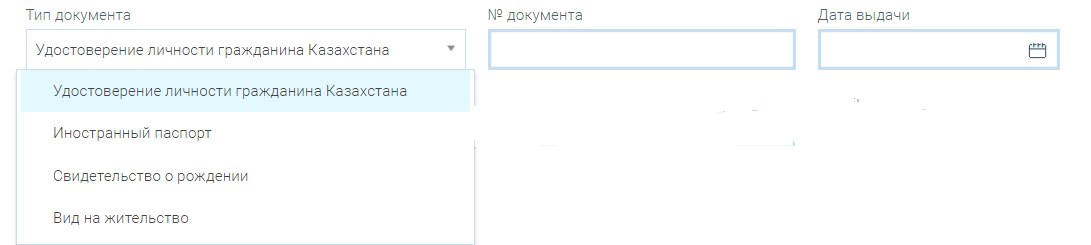 Тип документа
№ документа
Дата выдачи
Удостоверение личности гражданина Казахстана
Удостоверение личности гражданина Казахстана
Иностранный паспорт
Свидетельство о рождении
Вид на жительство